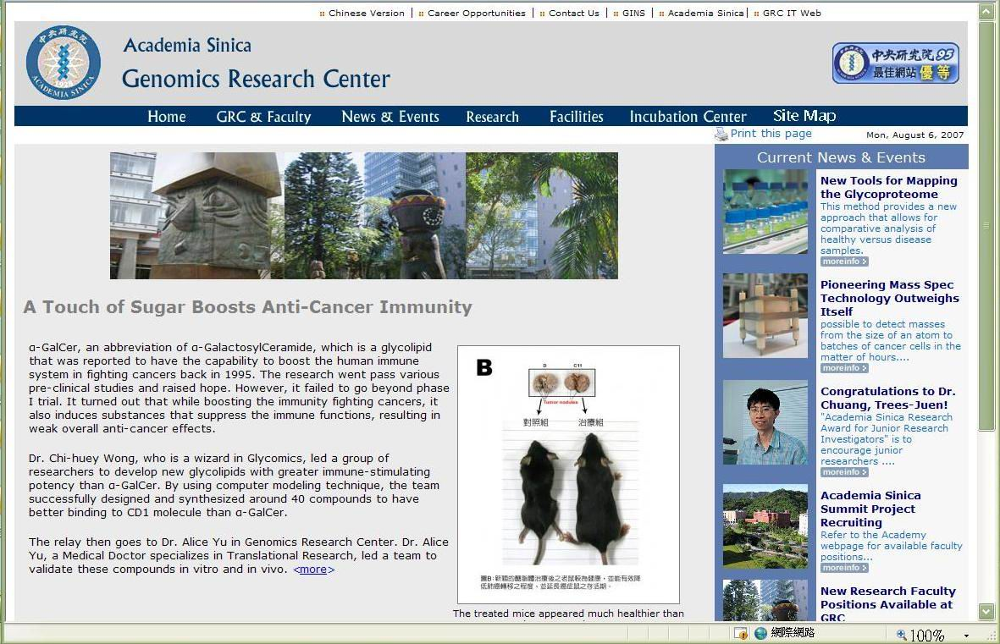 Chinese Version | Career Opportunities | Contact Us | GINS | Academia Sinica | GRC IT Web
中央研究院
ACADEMIA SINICA
1928
Academia Sinica
Genomics Research Center
中央研究院 95
最佳網站 優等
Home GRC & Faculty News & Events Research Facilities Incubation Center Site Map
Print this page
Mon, August 6, 2007
A Touch of Sugar Boosts Anti-Cancer Immunity
α-GalCer, an abbreviation of α-GalactosylCeramide, which is a glycolipid
that was reported to have the capability to boost the human immune
system in fighting cancers back in 1995. The research went pass various
pre-clinical studies and raised hope. However, it failed to go beyond phase
I trial. It turned out that while boosting the immunity fighting cancers, it
also induces substances that suppress the immune functions, resulting in
weak overall anti-cancer effects.
Dr. Chi-huey Wong, who is a wizard in Glycomics, led a group of
researchers to develop new glycolipids with greater immune-stimulating
potency than α-GalCer. By using computer modeling technique, the team
successfully designed and synthesized around 40 compounds to have
better binding to CD1 molecule than α-GalCer.
The relay then goes to Dr. Alice Yu in Genomics Research Center. Dr. Alice
Yu, a Medical Doctor specializes in Translational Research, led a team to
validate these compounds in vitro and in vivo. <more>
B
D C11
Tumor nodules
對照組 治療組
圖B:新穎的醣脂體治療後之老鼠較為健康,並能有效降
低肺癌轉移之程度,並延長癌症鼠之存活期。
The treated mice appeared much healthier than
Current News & Events
New Tools for Mapping
the Glycoproteome
This method provides a new
approach that allows for
comparative analysis of
healthy versus disease
samples.
moreinfo
Pioneering Mass Spec
Technology Outweighs
Itself
possible to detect masses
from the size of an atom to
batches of cancer cells in the
matter of hours....
moreinfo
Congratulations to Dr.
Chuang, Trees-Juen!
"Academia Sinica Research
Award for Junior Research
Investigators" is to
encourage junior
researchers ....
moreinfo
Academia Sinica
Summit Project
Recruiting
Refer to the Academy
webpage for available faculty
positions...
moreinfo
New Research Faculty
Positions Available at
GRC
網際網路
100%